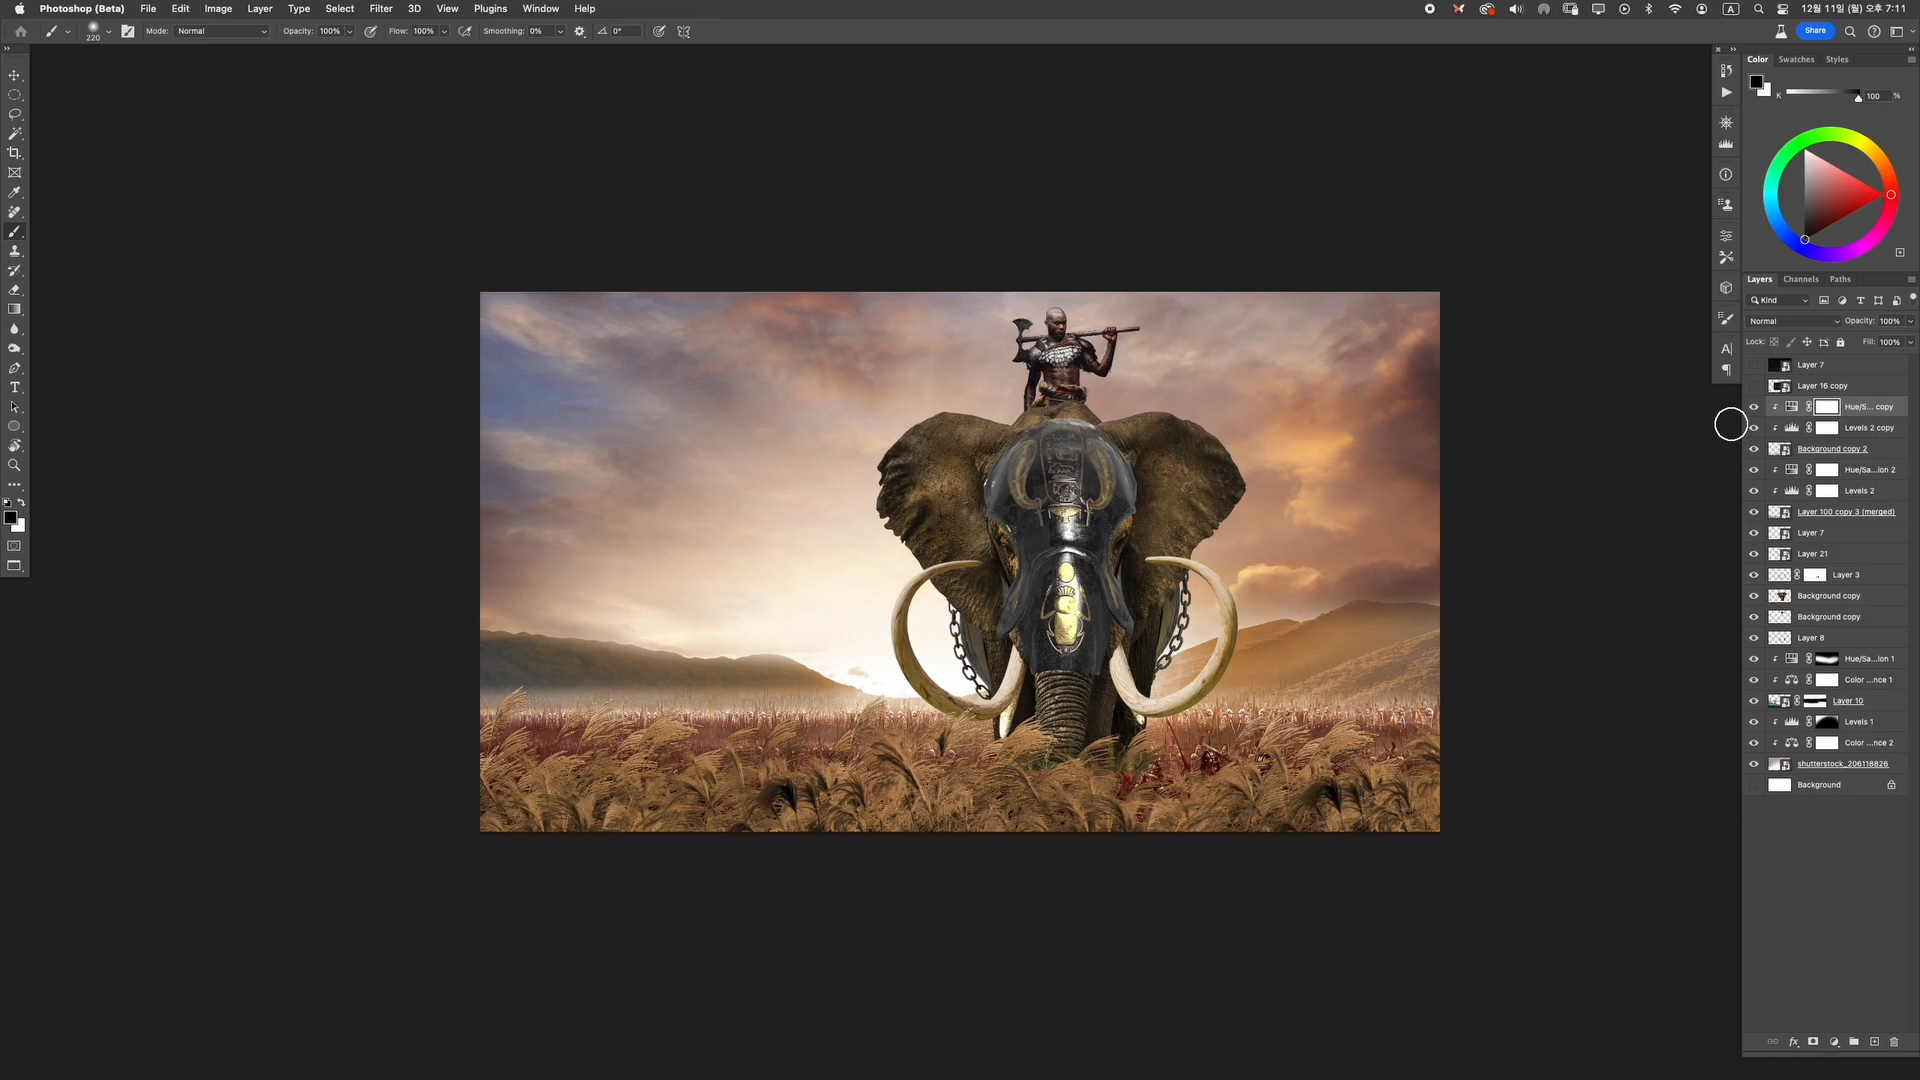 Photoshop (Beta) File Edit Image Layer Type Select Filter 3D View Plugins Window Help A 12월 11일 (월) 오후 7:11
220 Mode: Normal Opacity: 100% Flow: 100% Smoothing: 0% 0° Share
Color Swatches Styles
K 100 %
Layers Channels Paths
Kind
Normal Opacity: 100%
Lock: Fill: 100%
Layer 7
Layer 16 copy
Hue/S... copy
Levels 2 copy
Background copy 2
Hue/Sa...ion 2
Levels 2
Layer 100 copy 3 (merged)
Layer 7
Layer 21
Layer 3
Background copy
Background copy
Layer 8
Hue/Sa...ion 1
Color ...nce 1
Layer 10
Levels 1
Color ...nce 2
shutterstock_206118826
Background